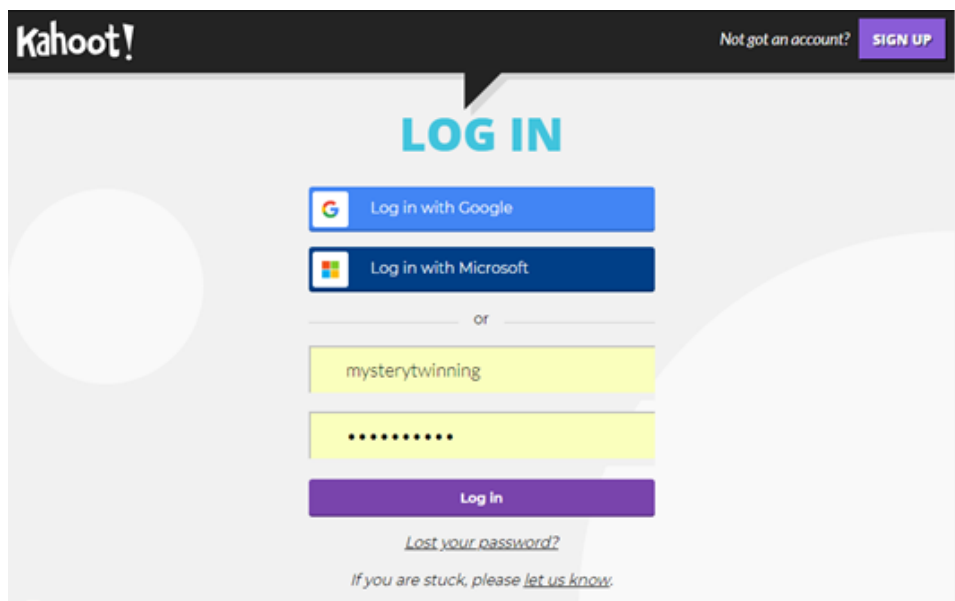 Kahoot!
Not got an account? SIGN UP
LOG IN
Log in with Google
Log in with Microsoft
or
mysterytwinning
••••••••••
Log in
Lost your password?
If you are stuck, please let us know.